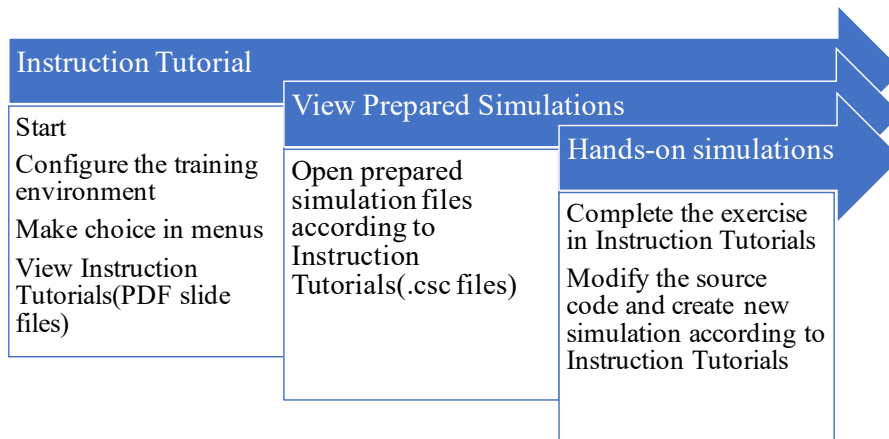 Instruction Tutorial
Start
Configure the training
environment
Make choice in menus
View Instruction
Tutorials(PDF slide
files)
View Prepared Simulations
Open prepared
simulation files
according to
Instruction
Tutorials(.csc files)
Hands-on simulations
Complete the exercise
in Instruction Tutorials
Modify the source
code and create new
simulation according to
Instruction Tutorials